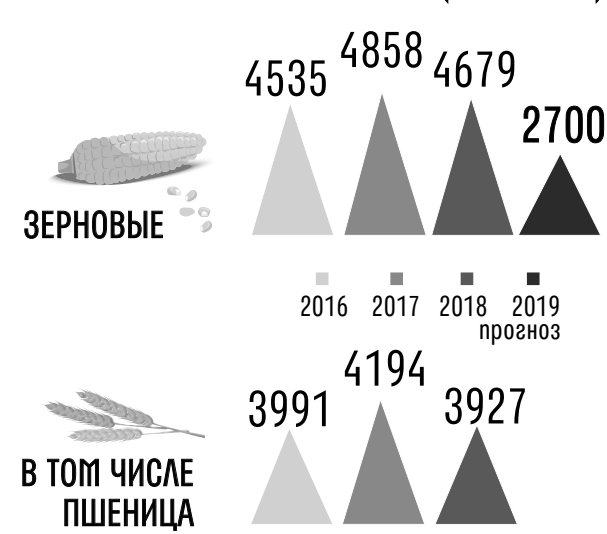 4535 4858 4679 2700
ЗЕРНОВЫЕ
2016 2017 2018 2019
прогноз
3991 4194 3927
В ТОМ ЧИСЛЕ
ПШЕНИЦА